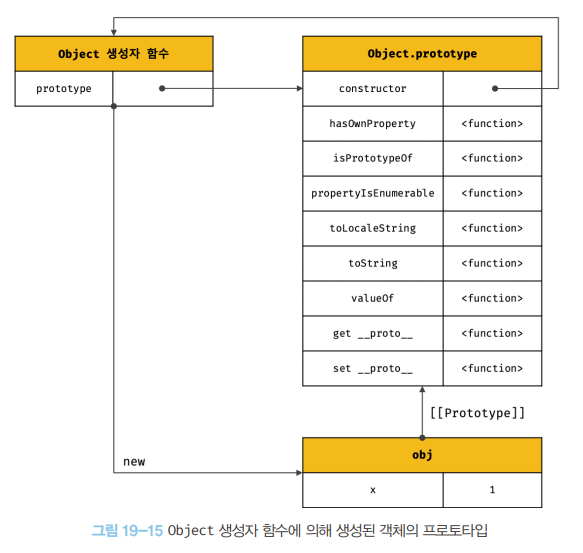 Object 생성자 함수
prototype
Object.prototype
constructor
hasOwnProperty <function>
isPrototypeOf <function>
propertyIsEnumerable <function>
toLocaleString <function>
toString <function>
valueOf <function>
get __proto__ <function>
set __proto__ <function>
[[Prototype]]
new
obj
x 1
그림 19-15 Object 생성자 함수에 의해 생성된 객체의 프로토타입